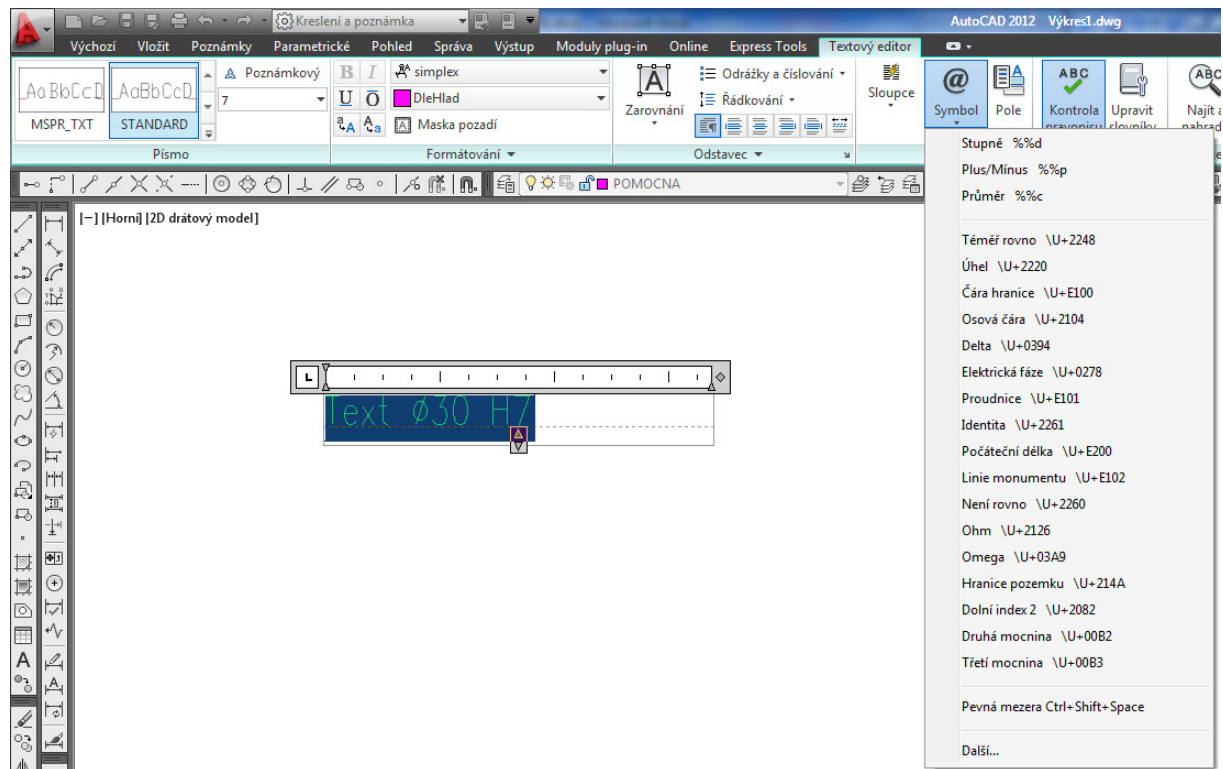 Kreslení a poznámka
AutoCAD 2012 Výkres1.dwg
Výchozí Vložit Poznámky Parametrické Pohled Správa Výstup Moduly plug-in Online Express Tools Textový editor
AaBbCcD AaBbCcD
MSPR_TXT STANDARD
Poznámkový
7
B I simplex
U O DleHlad
Maska pozadí
A
Zarovnání
Odrážky a číslování
Řádkování
Sloupce
@
Symbol
Pole
ABC
Kontrola
pravopisu
Upravit
slovníky
ABC
Najít a
nahrad
Písmo Formátování Odstavec
POMOCNA
[−] [Horní] [2D drátový model]
L
Text ø30 H7
Stupně %%d
Plus/Mínus %%p
Průměr %%c
Téměř rovno \U+2248
Úhel \U+2220
Čára hranice \U+E100
Osová čára \U+2104
Delta \U+0394
Elektrická fáze \U+0278
Proudnice \U+E101
Identita \U+2261
Počáteční délka \U+E200
Linie monumentu \U+E102
Není rovno \U+2260
Ohm \U+2126
Omega \U+03A9
Hranice pozemku \U+214A
Dolní index 2 \U+2082
Druhá mocnina \U+00B2
Třetí mocnina \U+00B3
Pevná mezera Ctrl+Shift+Space
Další...